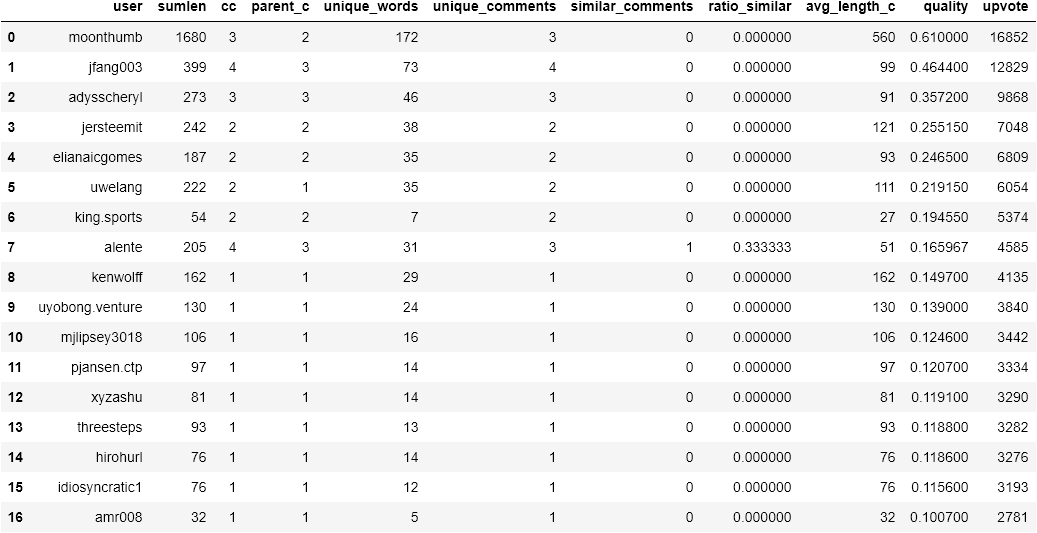 user sumlen cc parent_c unique_words unique_comments similar_comments ratio_similar avg_length_c quality upvote
0 moonthumb 1680 3 2 172 3 0 0.000000 560 0.610000 16852
1 jfang003 399 4 3 73 4 0 0.000000 99 0.464400 12829
2 adysscheryl 273 3 3 46 3 0 0.000000 91 0.357200 9868
3 jersteemit 242 2 2 38 2 0 0.000000 121 0.255150 7048
4 elianaicgomes 187 2 2 35 2 0 0.000000 93 0.246500 6809
5 uwelang 222 2 1 35 2 0 0.000000 111 0.219150 6054
6 king.sports 54 2 2 7 2 0 0.000000 27 0.194550 5374
7 alente 205 4 3 31 3 1 0.333333 51 0.165967 4585
8 kenwolff 162 1 1 29 1 0 0.000000 162 0.149700 4135
9 uyobong.venture 130 1 1 24 1 0 0.000000 130 0.139000 3840
10 mjlipsey3018 106 1 1 16 1 0 0.000000 106 0.124600 3442
11 pjansen.ctp 97 1 1 14 1 0 0.000000 97 0.120700 3334
12 xyzashu 81 1 1 14 1 0 0.000000 81 0.119100 3290
13 threesteps 93 1 1 13 1 0 0.000000 93 0.118800 3282
14 hirohurl 76 1 1 14 1 0 0.000000 76 0.118600 3276
15 idiosyncratic1 76 1 1 12 1 0 0.000000 76 0.115600 3193
16 amr008 32 1 1 5 1 0 0.000000 32 0.100700 2781